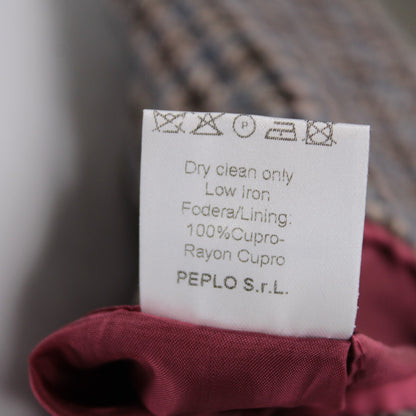 P
Dry clean only
Low Iron
Fodera/Lining:
100%Cupro-
Rayon Cupro
PEPLO S.r.L.